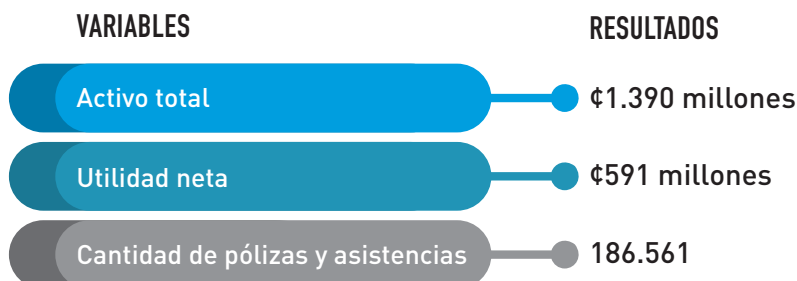 VARIABLES RESULTADOS
Activo total ¢1.390 millones
Utilidad neta ¢591 millones
Cantidad de pólizas y asistencias 186.561